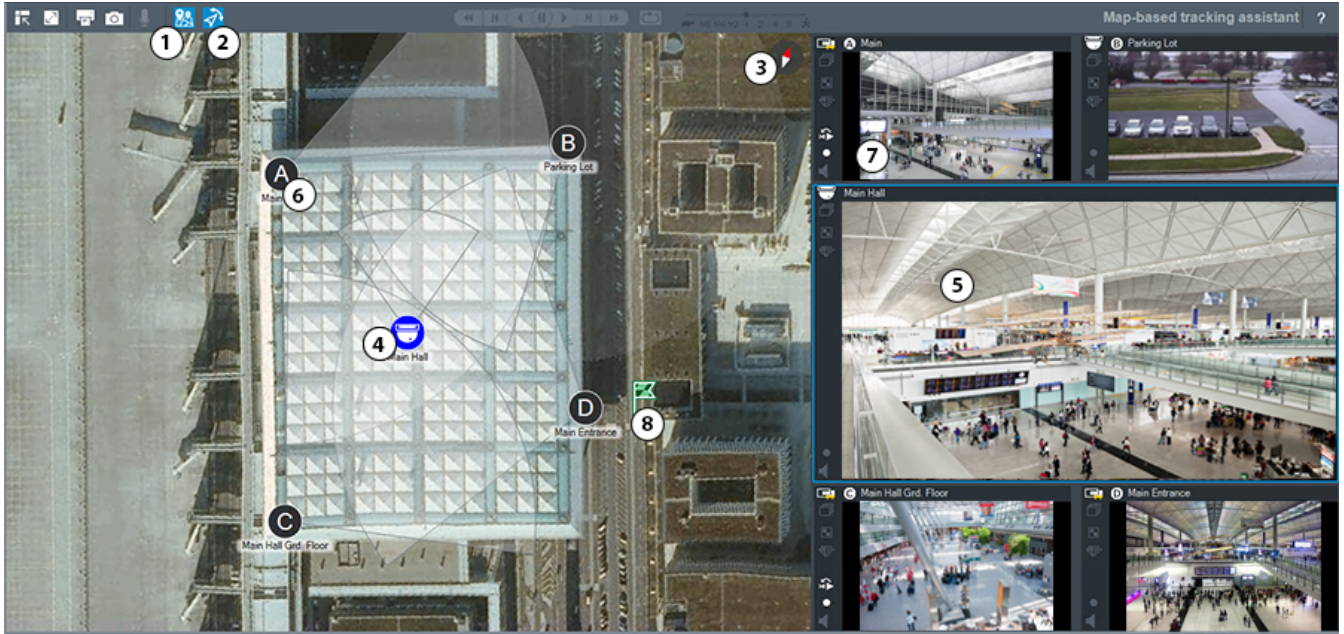 Map-based tracking assistant ?
1
2
3
A Main
B Parking Lot
7
B
Parking Lot
A
Main
6
Main Hall
5
4
Main Hall
8
D
Main Entrance
C
Main Hall Grd. Floor
C Main Hall Grd. Floor
D Main Entrance